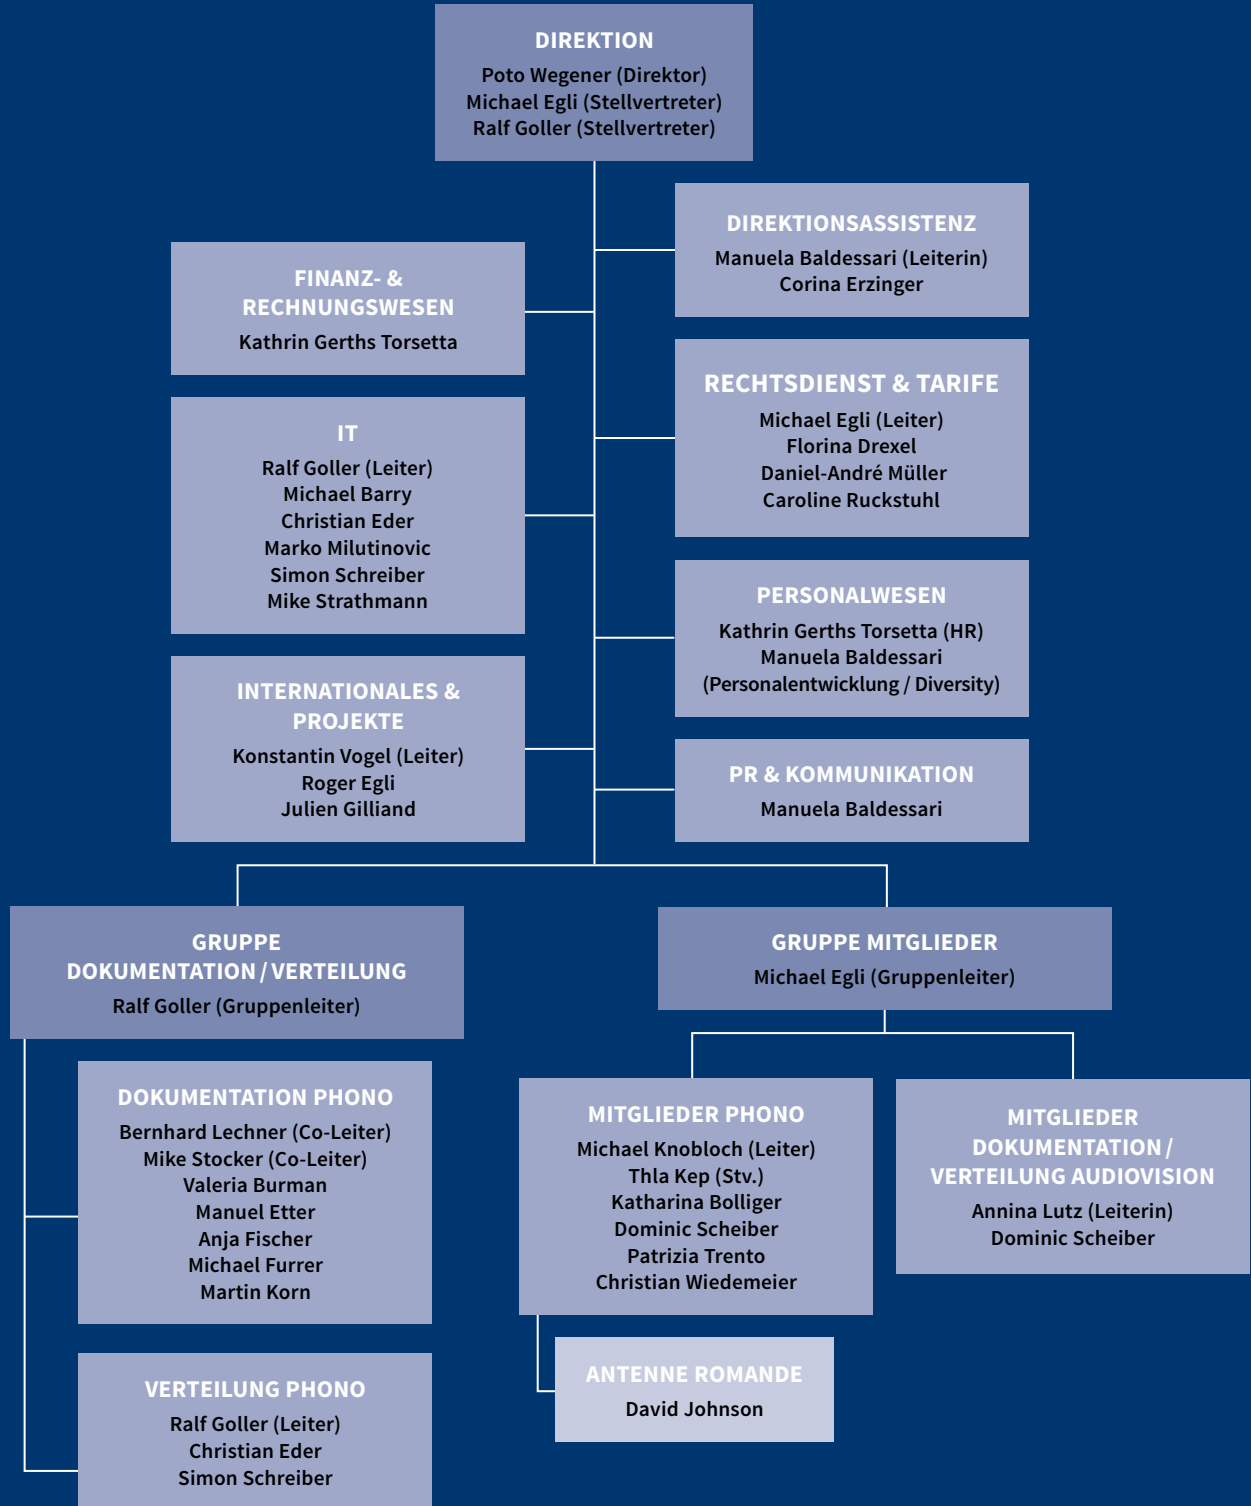 DIREKTION
Poto Wegener (Direktor)
Michael Egli (Stellvertreter)
Ralf Goller (Stellvertreter)
DIREKTIONSASSISTENZ
Manuela Baldessari (Leiterin)
Corina Erzinger
FINANZ- &
RECHNUNGSWESEN
Kathrin Gerths Torsetta
RECHTSDIENST & TARIFE
Michael Egli (Leiter)
Florina Drexel
Daniel-André Müller
Caroline Ruckstuhl
IT
Ralf Goller (Leiter)
Michael Barry
Christian Eder
Marko Milutinovic
Simon Schreiber
Mike Strathmann
PERSONALWESEN
Kathrin Gerths Torsetta (HR)
Manuela Baldessari
(Personalentwicklung / Diversity)
INTERNATIONALES &
PROJEKTE
Konstantin Vogel (Leiter)
Roger Egli
Julien Gilliand
PR & KOMMUNIKATION
Manuela Baldessari
GRUPPE
DOKUMENTATION / VERTEILUNG
Ralf Goller (Gruppenleiter)
GRUPPE MITGLIEDER
Michael Egli (Gruppenleiter)
DOKUMENTATION PHONO
Bernhard Lechner (Co-Leiter)
Mike Stocker (Co-Leiter)
Valeria Burman
Manuel Etter
Anja Fischer
Michael Furrer
Martin Korn
MITGLIEDER PHONO
Michael Knobloch (Leiter)
Thla Kep (Stv.)
Katharina Bolliger
Dominic Scheiber
Patrizia Trento
Christian Wiedemeier
MITGLIEDER
DOKUMENTATION /
VERTEILUNG AUDIOVISION
Annina Lutz (Leiterin)
Dominic Scheiber
VERTEILUNG PHONO
Ralf Goller (Leiter)
Christian Eder
Simon Schreiber
ANTENNE ROMANDE
David Johnson